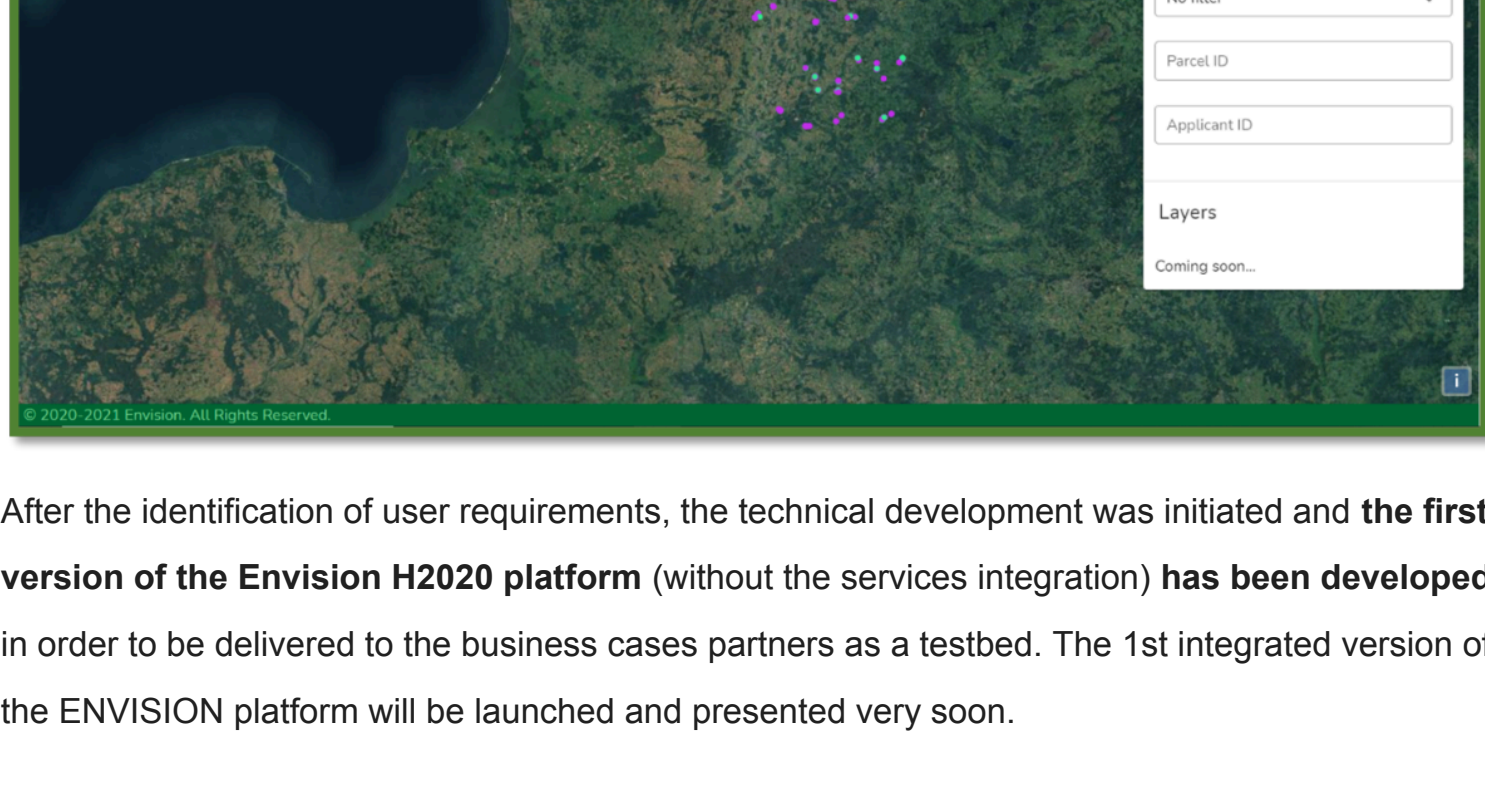 No filter
Parcel ID
Applicant ID
Layers
Coming soon...
i
© 2020-2021 Envision. All Rights Reserved.
After the identification of user requirements, the technical development was initiated and the first
version of the Envision H2020 platform (without the services integration) has been developed
in order to be delivered to the business cases partners as a testbed. The 1st integrated version of
the ENVISION platform will be launched and presented very soon.